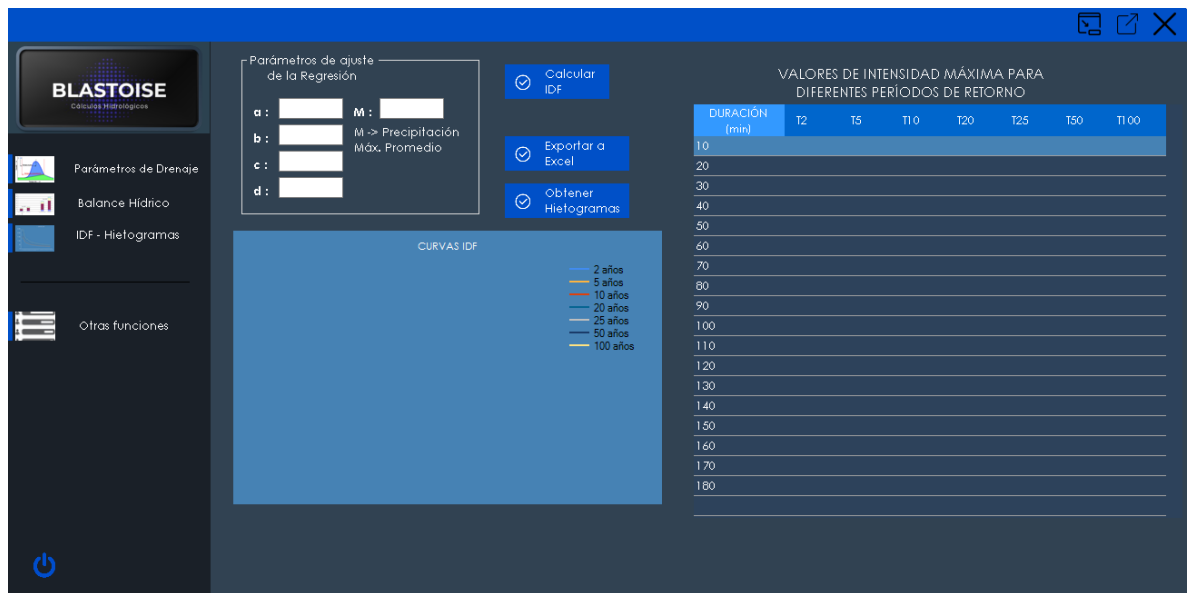 BLASTOISE
Cálculos Hidrológicos
Parámetros de Drenaje
Balance Hídrico
IDF - Hietogramas
Otras funciones
Parámetros de ajuste
de la Regresión
a :
M :
b :
M -> Precipitación
Máx. Promedio
c :
d :
Calcular
IDF
Exportar a
Excel
Obtener
Hietogramas
CURVAS IDF
2 años
5 años
10 años
20 años
25 años
50 años
100 años
VALORES DE INTENSIDAD MÁXIMA PARA
DIFERENTES PERÍODOS DE RETORNO
DURACIÓN
(min)
T2 T5 T10 T20 T25 T50 T100
10
20
30
40
50
60
70
80
90
100
110
120
130
140
150
160
170
180